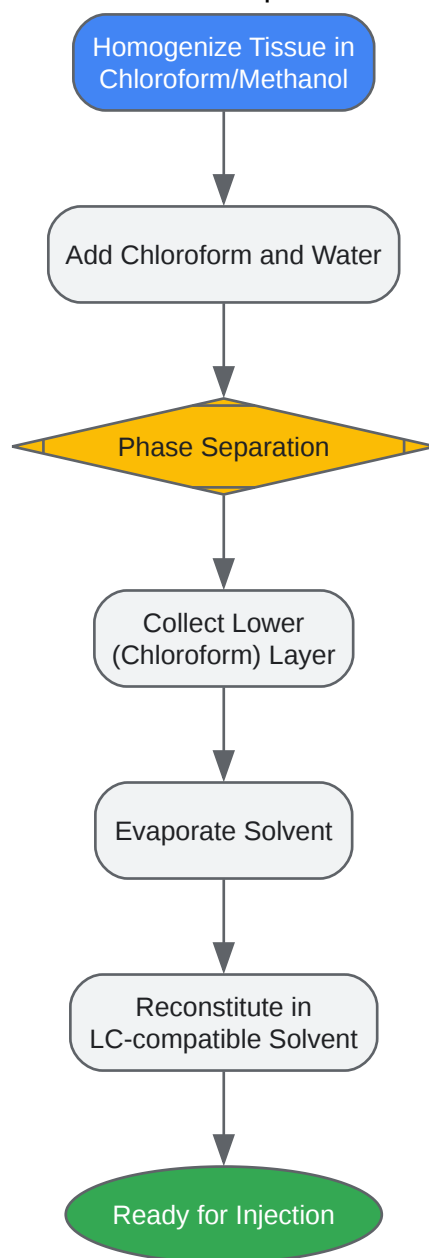 Homogenize Tissue in
Chloroform/Methanol
Add Chloroform and Water
Phase Separation
Collect Lower
(Chloroform) Layer
Evaporate Solvent
Reconstitute in
LC-compatible Solvent
Ready for Injection